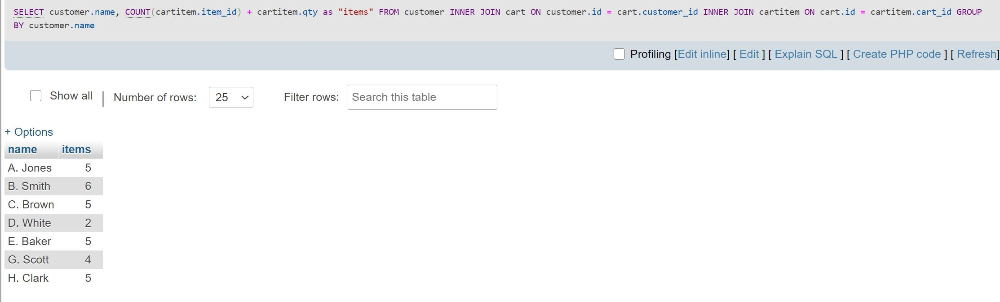 SELECT customer.name, COUNT(cartitem.item_id) + cartitem.qty as "items" FROM customer INNER JOIN cart ON customer.id = cart.customer_id INNER JOIN cartitem ON cart.id = cartitem.cart_id GROUP
BY customer.name
Profiling [Edit inline] [ Edit ] [ Explain SQL ] [ Create PHP code ] [ Refresh]
Show all | Number of rows: 25 Filter rows: Search this table
+ Options
name items
A. Jones 5
B. Smith 6
C. Brown 5
D. White 2
E. Baker 5
G. Scott 4
H. Clark 5